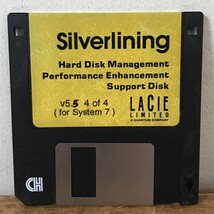 Silverlining
Hard Disk Management
Performance Enhancement
Support Disk
v5.5 4 of 4
( for System 7 )
LACIE
LIMITED
A QUANTUM COMPANY
CH